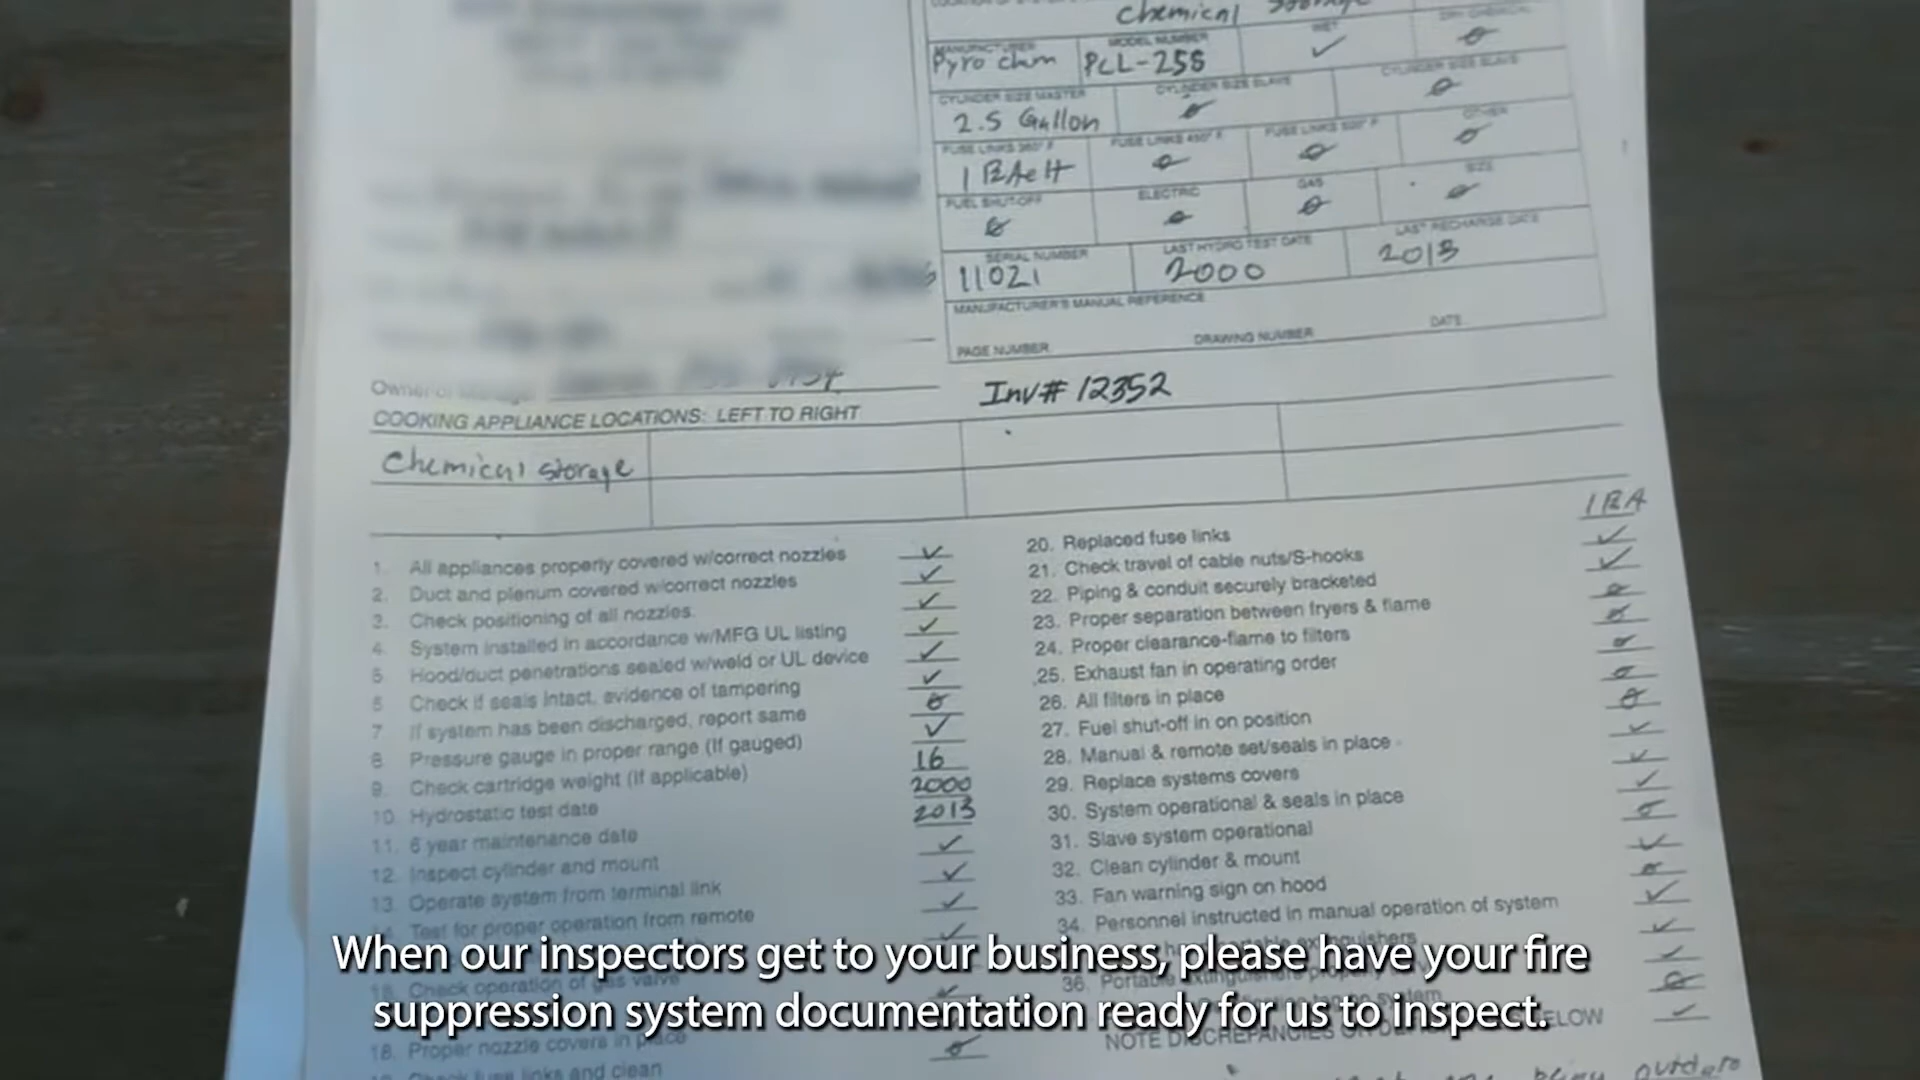 Chemical Storage
MANUFACTURER MODEL NUMBER WET DRY CHEMICAL
Pyro chem PCL-258 ✓
CYLINDER SIZE MASTER CYLINDER SIZE SLAVE CYLINDER SIZE SLAVE
2.5 Gallon
FUSE LINKS 360° F FUSE LINKS 450° F FUSE LINKS 500° F OTHER
FUEL SHUT-OFF ELECTRIC GAS SIZE
SERIAL NUMBER LAST HYDRO TEST DATE LAST RECHARGE DATE
11021 2000 2013
MANUFACTURER'S MANUAL REFERENCE
PAGE NUMBER DRAWING NUMBER DATE
Inv# 12352
COOKING APPLIANCE LOCATIONS: LEFT TO RIGHT
Chemical storage
1. All appliances properly covered w/correct nozzles ✓
2. Duct and plenum covered w/correct nozzles ✓
3. Check positioning of all nozzles. ✓
4. System installed in accordance w/MFG UL listing ✓
5. Hood/duct penetrations sealed w/weld or UL device ✓
6. Check if seals intact, evidence of tampering ✓
7. If system has been discharged, report same
8. Pressure gauge in proper range (If gauged) ✓
9. Check cartridge weight (If applicable) 16
10. Hydrostatic test date 2000
11. 6 year maintenance date 2013
12. Inspect cylinder and mount ✓
13. Operate system from terminal link ✓
Test for proper operation from remote ✓
Check operation of gas valve
18. Proper nozzle covers in place
Check fuse links and clean
20. Replaced fuse links
21. Check travel of cable nuts/S-hooks
22. Piping & conduit securely bracketed
23. Proper separation between fryers & flame
24. Proper clearance-flame to filters
25. Exhaust fan in operating order
26. All filters in place
27. Fuel shut-off in on position
28. Manual & remote set/seals in place
29. Replace systems covers
30. System operational & seals in place
31. Slave system operational
32. Clean cylinder & mount
33. Fan warning sign on hood
34. Personnel instructed in manual operation of system
36. Portable extinguishers
NOTE DISCREPANCIES OR BELOW
When our inspectors get to your business, please have your fire
suppression system documentation ready for us to inspect.